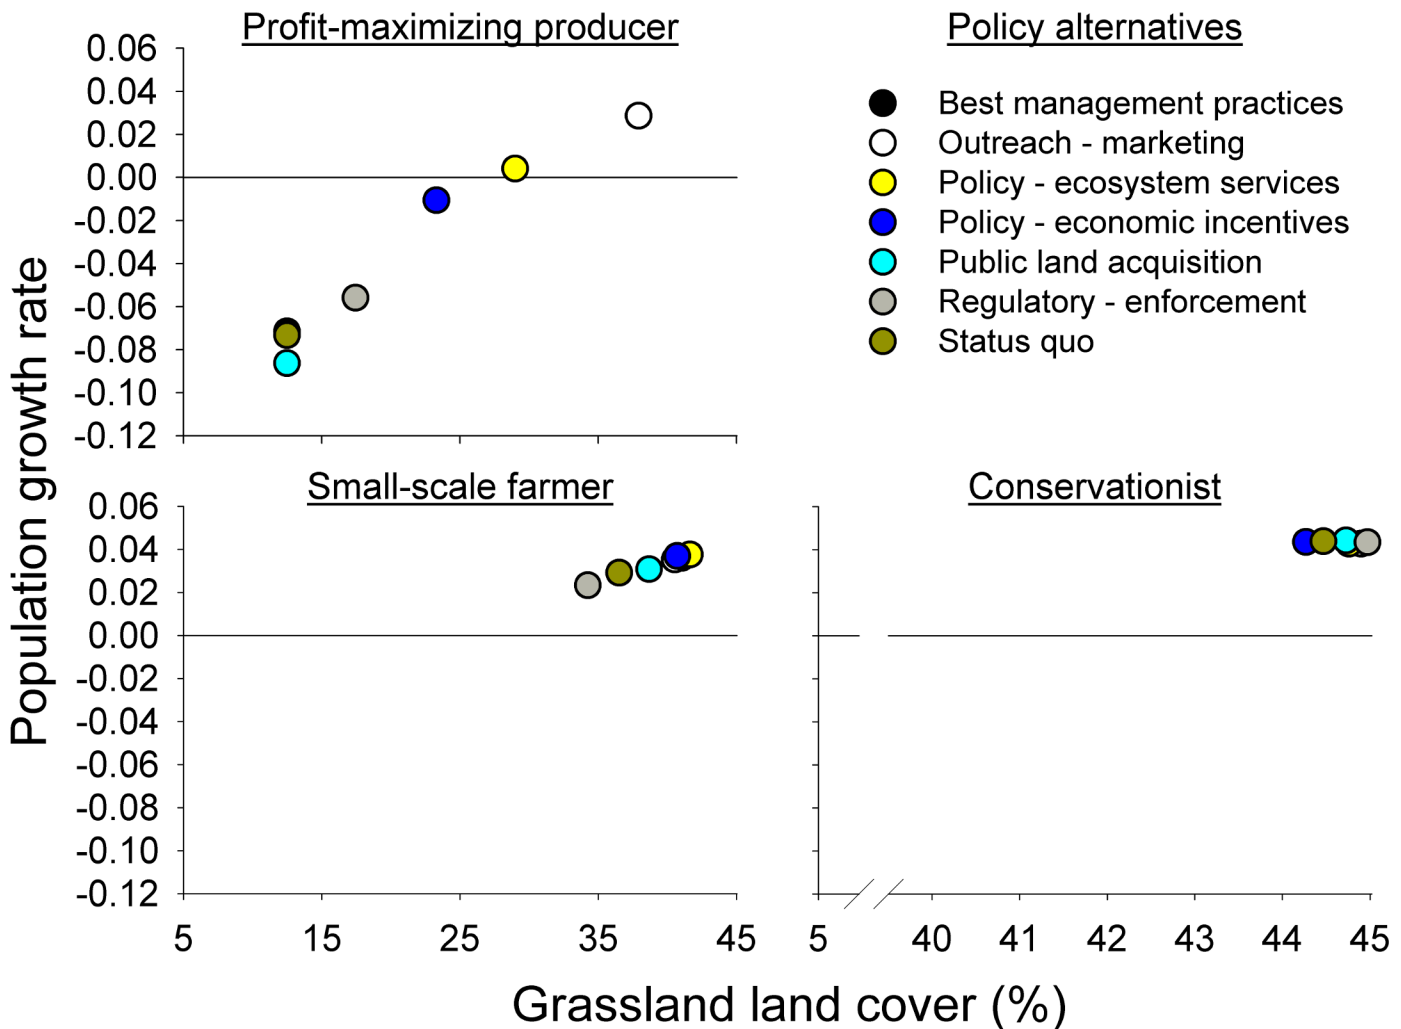 Profit-maximizing producer
0.06
0.04
0.02
0.00
-0.02
-0.04
-0.06
-0.08
-0.10
-0.12
Policy alternatives
Best management practices
Outreach - marketing
Policy - ecosystem services
Policy - economic incentives
Public land acquisition
Regulatory - enforcement
Status quo
Population growth rate
Small-scale farmer
0.06
0.04
0.02
0.00
-0.02
-0.04
-0.06
-0.08
-0.10
-0.12
5 15 25 35 45
Conservationist
5 40 41 42 43 44 45
Grassland land cover (%)